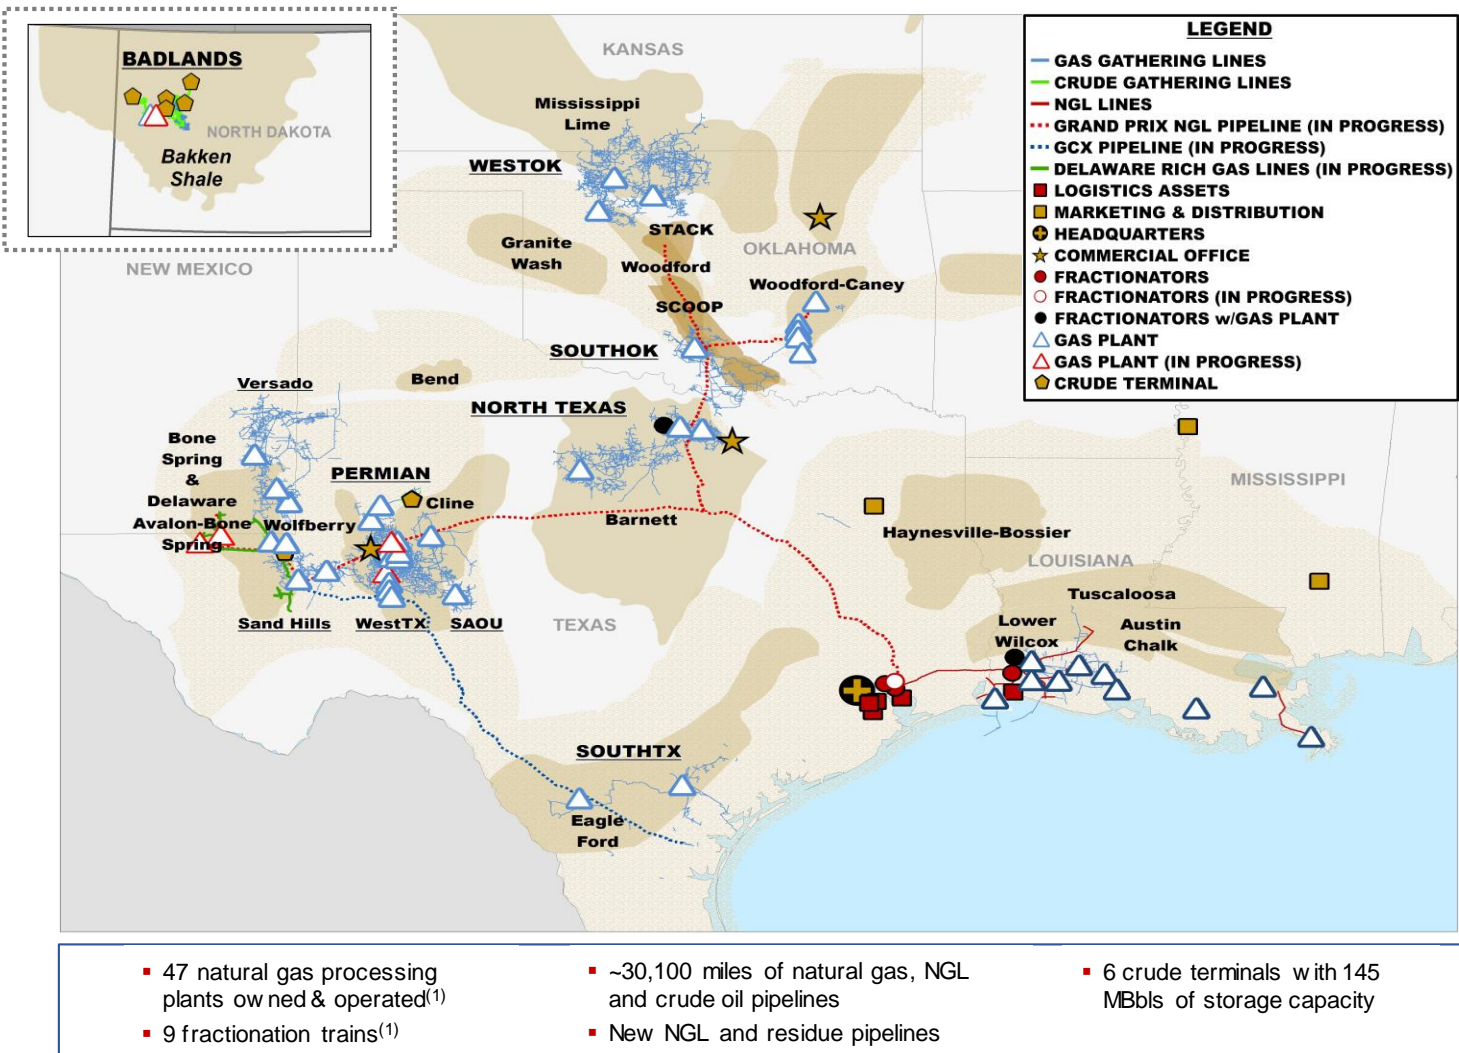 BADLANDS
NORTH DAKOTA
Bakken
Shale
KANSAS
Mississippi
Lime
WESTOK
STACK
OKLAHOMA
Granite
Wash
Woodford
Woodford-Caney
SCOOP
NEW MEXICO
SOUTHOK
Bend
Versado
NORTH TEXAS
Bone
Spring
&
Delaware
Avalon-Bone
Spring
PERMIAN
Cline
Wolfberry
Barnett
Haynesville-Bossier
MISSISSIPPI
LOUISIANA
Tuscaloosa
Lower
Wilcox
Austin
Chalk
Sand Hills
WestTX
SAOU
TEXAS
SOUTHTX
Eagle
Ford
LEGEND
GAS GATHERING LINES
CRUDE GATHERING LINES
NGL LINES
GRAND PRIX NGL PIPELINE (IN PROGRESS)
GCX PIPELINE (IN PROGRESS)
DELAWARE RICH GAS LINES (IN PROGRESS)
LOGISTICS ASSETS
MARKETING & DISTRIBUTION
HEADQUARTERS
COMMERCIAL OFFICE
FRACTIONATORS
FRACTIONATORS (IN PROGRESS)
FRACTIONATORS w/GAS PLANT
GAS PLANT
GAS PLANT (IN PROGRESS)
CRUDE TERMINAL
▪ 47 natural gas processing
plants owned & operated(1)
▪ 9 fractionation trains(1)
▪ ~30,100 miles of natural gas, NGL
and crude oil pipelines
▪ New NGL and residue pipelines
▪ 6 crude terminals with 145
MBbls of storage capacity